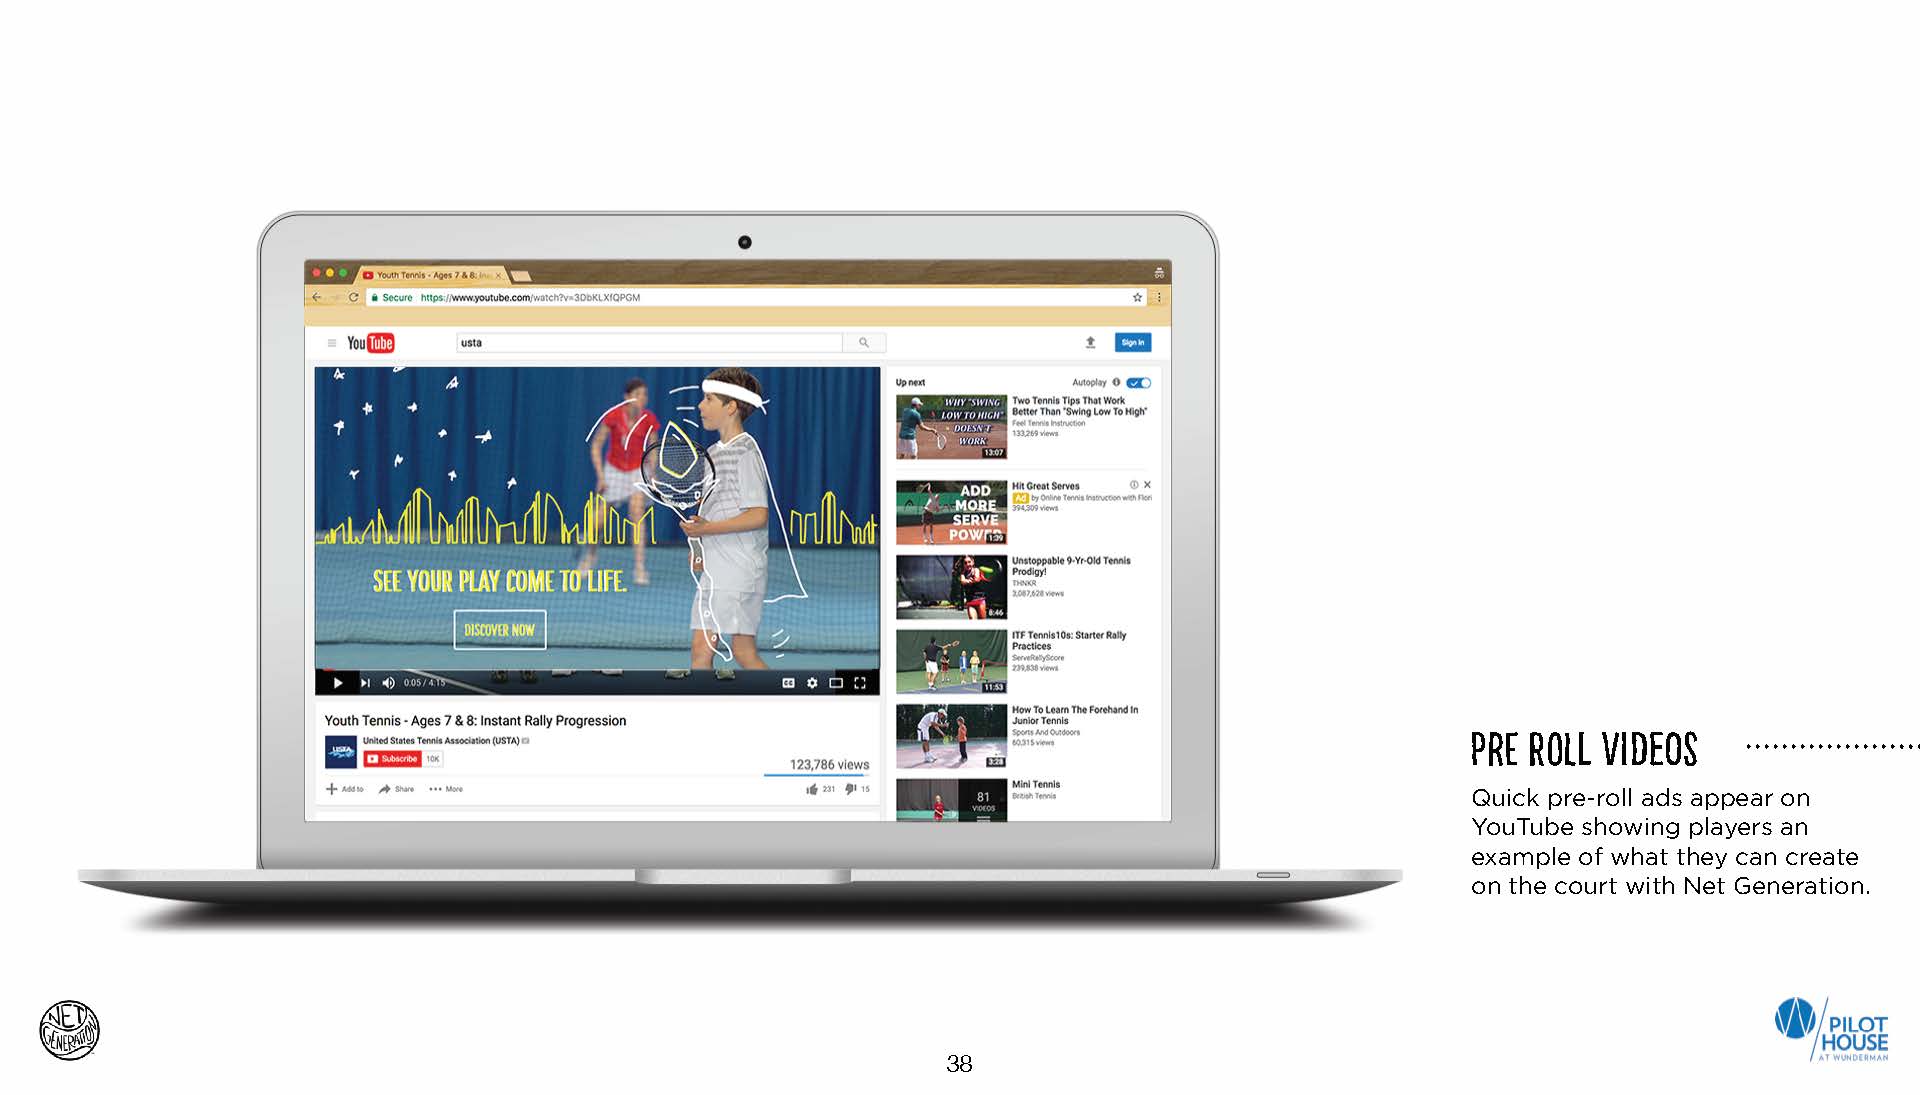 Youth Tennis - Ages 7 & 8: Ins
Secure https://www.youtube.com/watch?v=3DbKLXfQPGM
YouTube
usta
Sign In
SEE YOUR PLAY COME TO LIFE.
DISCOVER NOW
0:05 / 4:15
CC
Youth Tennis - Ages 7 & 8: Instant Rally Progression
USTA
United States Tennis Association (USTA)
Subscribe 10K
123,786 views
Add to Share More
231 15
Up next
Autoplay
WHY "SWING
LOW TO HIGH"
DOESN'T
WORK
13:07
Two Tennis Tips That Work
Better Than "Swing Low To High"
Feel Tennis Instruction
133,269 views
ADD
MORE
SERVE
POWER
1:39
Hit Great Serves
Ad by Online Tennis Instruction with Flori
394,309 views
8:46
Unstoppable 9-Yr-Old Tennis
Prodigy!
THNKR
3,087,628 views
11:53
ITF Tennis10s: Starter Rally
Practices
ServeRallyScore
239,838 views
3:28
How To Learn The Forehand In
Junior Tennis
Sports And Outdoors
60,315 views
81
VIDEOS
Mini Tennis
British Tennis
PRE ROLL VIDEOS
Quick pre-roll ads appear on
YouTube showing players an
example of what they can create
on the court with Net Generation.
NET
GENERATION
38
PILOT
HOUSE
AT WUNDERMAN